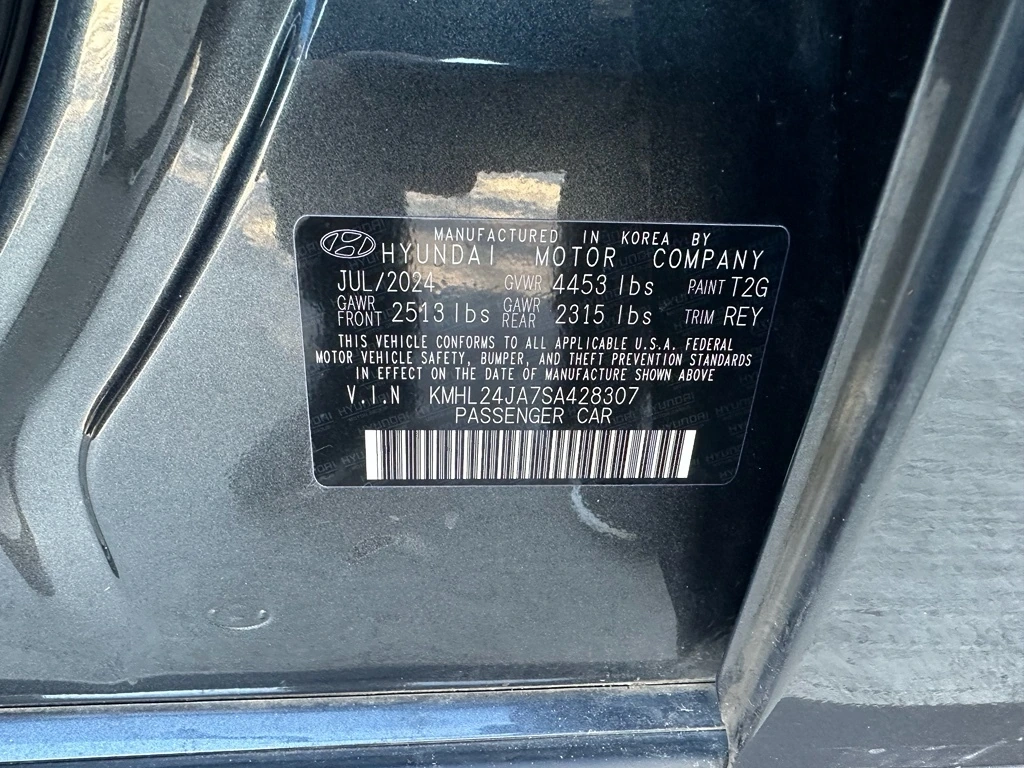 MANUFACTURED IN KOREA BY
HYUNDAI MOTOR COMPANY
JUL/2024 GVWR 4453 lbs PAINT T2G
GAWR FRONT 2513 lbs GAWR REAR 2315 lbs TRIM REY
THIS VEHICLE CONFORMS TO ALL APPLICABLE U.S.A. FEDERAL
MOTOR VEHICLE SAFETY, BUMPER, AND THEFT PREVENTION STANDARDS
IN EFFECT ON THE DATE OF MANUFACTURE SHOWN ABOVE
V.I.N KMHL24JA7SA428307
PASSENGER CAR